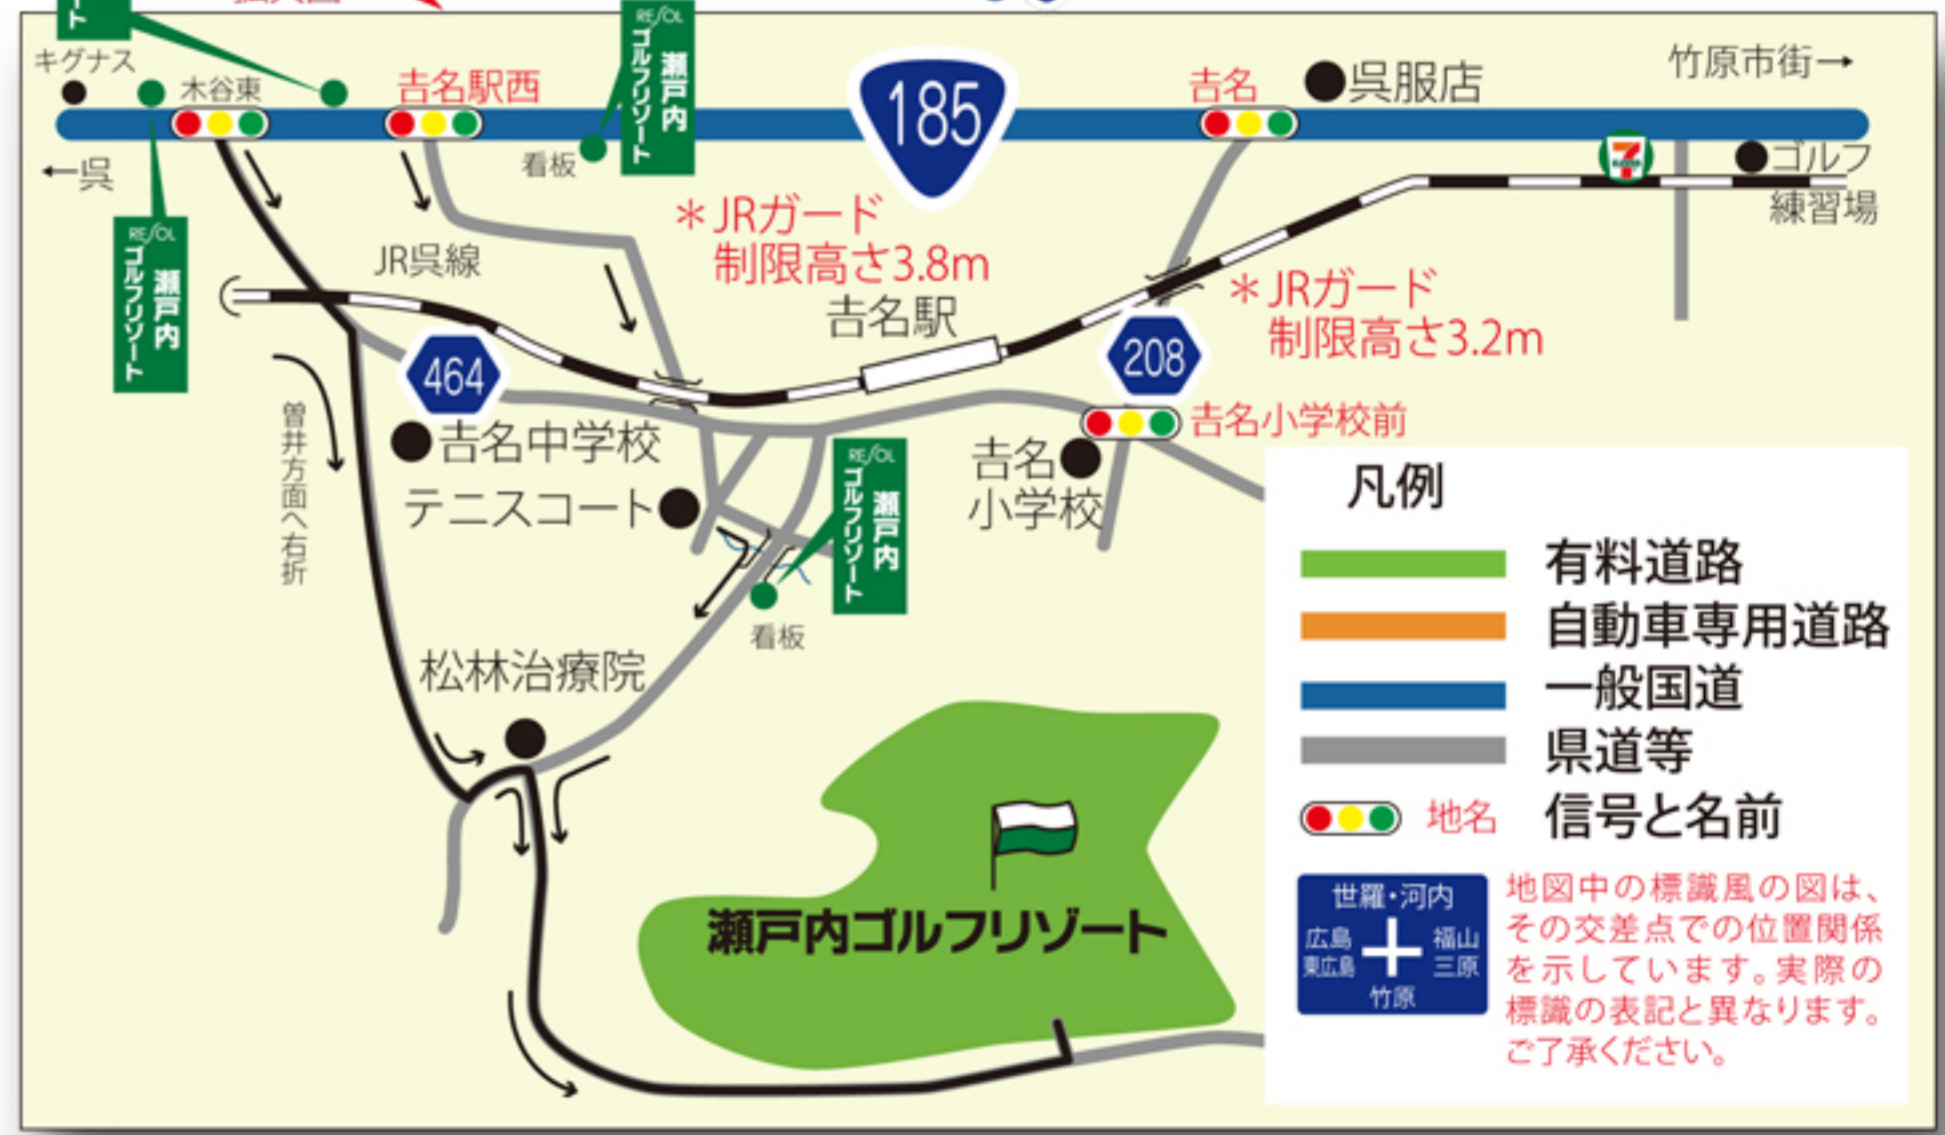 ト
キグナス
木谷東
吉名駅西
RESOL
瀬戸内
ゴルフリゾート
185
吉名
呉服店
竹原市街→
←呉
看板
ゴルフ
練習場
RESOL
瀬戸内
ゴルフリゾート
JR呉線
＊JRガード
制限高さ3.8m
吉名駅
＊JRガード
制限高さ3.2m
464
208
曽井方面へ右折
吉名中学校
テニスコート
RESOL
瀬戸内
ゴルフリゾート
吉名小学校前
吉名
小学校
看板
松林治療院
瀬戸内ゴルフリゾート
凡例
有料道路
自動車専用道路
一般国道
県道等
地名
信号と名前
世羅・河内
広島
東広島
福山
三原
竹原
地図中の標識風の図は、
その交差点での位置関係
を示しています。実際の
標識の表記と異なります。
ご了承ください。